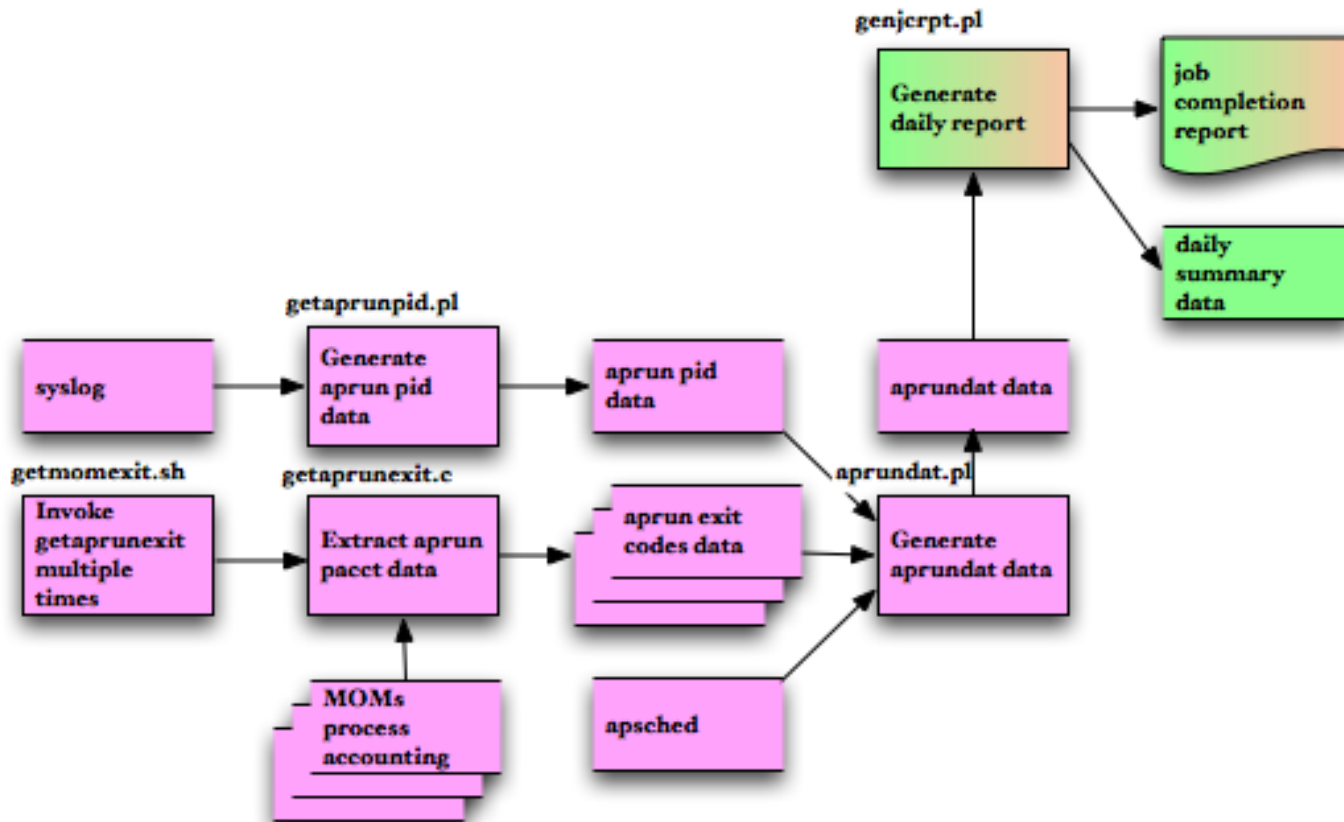 genjcrpt.pl
Generate
daily report
job
completion
report
daily
summary
data
getaprunpid.pl
syslog
Generate
aprun pid
data
aprun pid
data
aprundat data
getmomexit.sh
Invoke
getaprunexit
multiple
times
getaprunexit.c
Extract aprun
pacct data
aprun exit
codes data
aprundat.pl
Generate
aprundat data
MOMs
process
accounting
apsched